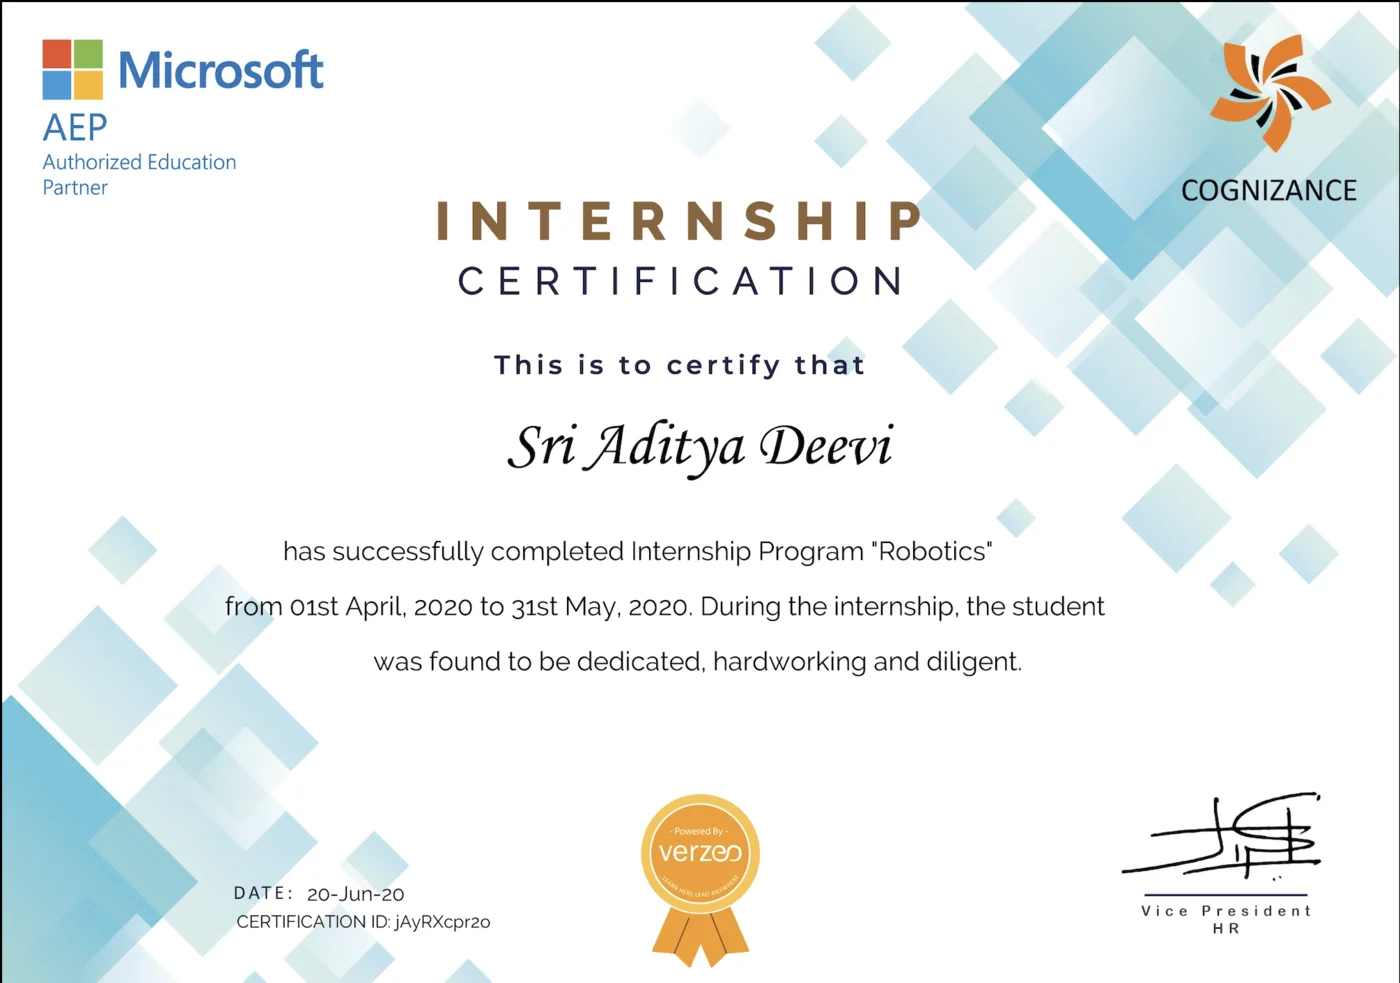 Microsoft
AEP
Authorized Education
Partner
COGNIZANCE
INTERNSHIP
CERTIFICATION
This is to certify that
Sri Aditya Deevi
has successfully completed Internship Program "Robotics"
from 01st April, 2020 to 31st May, 2020. During the internship, the student
was found to be dedicated, hardworking and diligent.
- Powered By -
verzeo
LEARN HERE LEAD ANYWHERE
DATE: 20-Jun-20
CERTIFICATION ID: jAyRXcpr2o
Vice President
HR